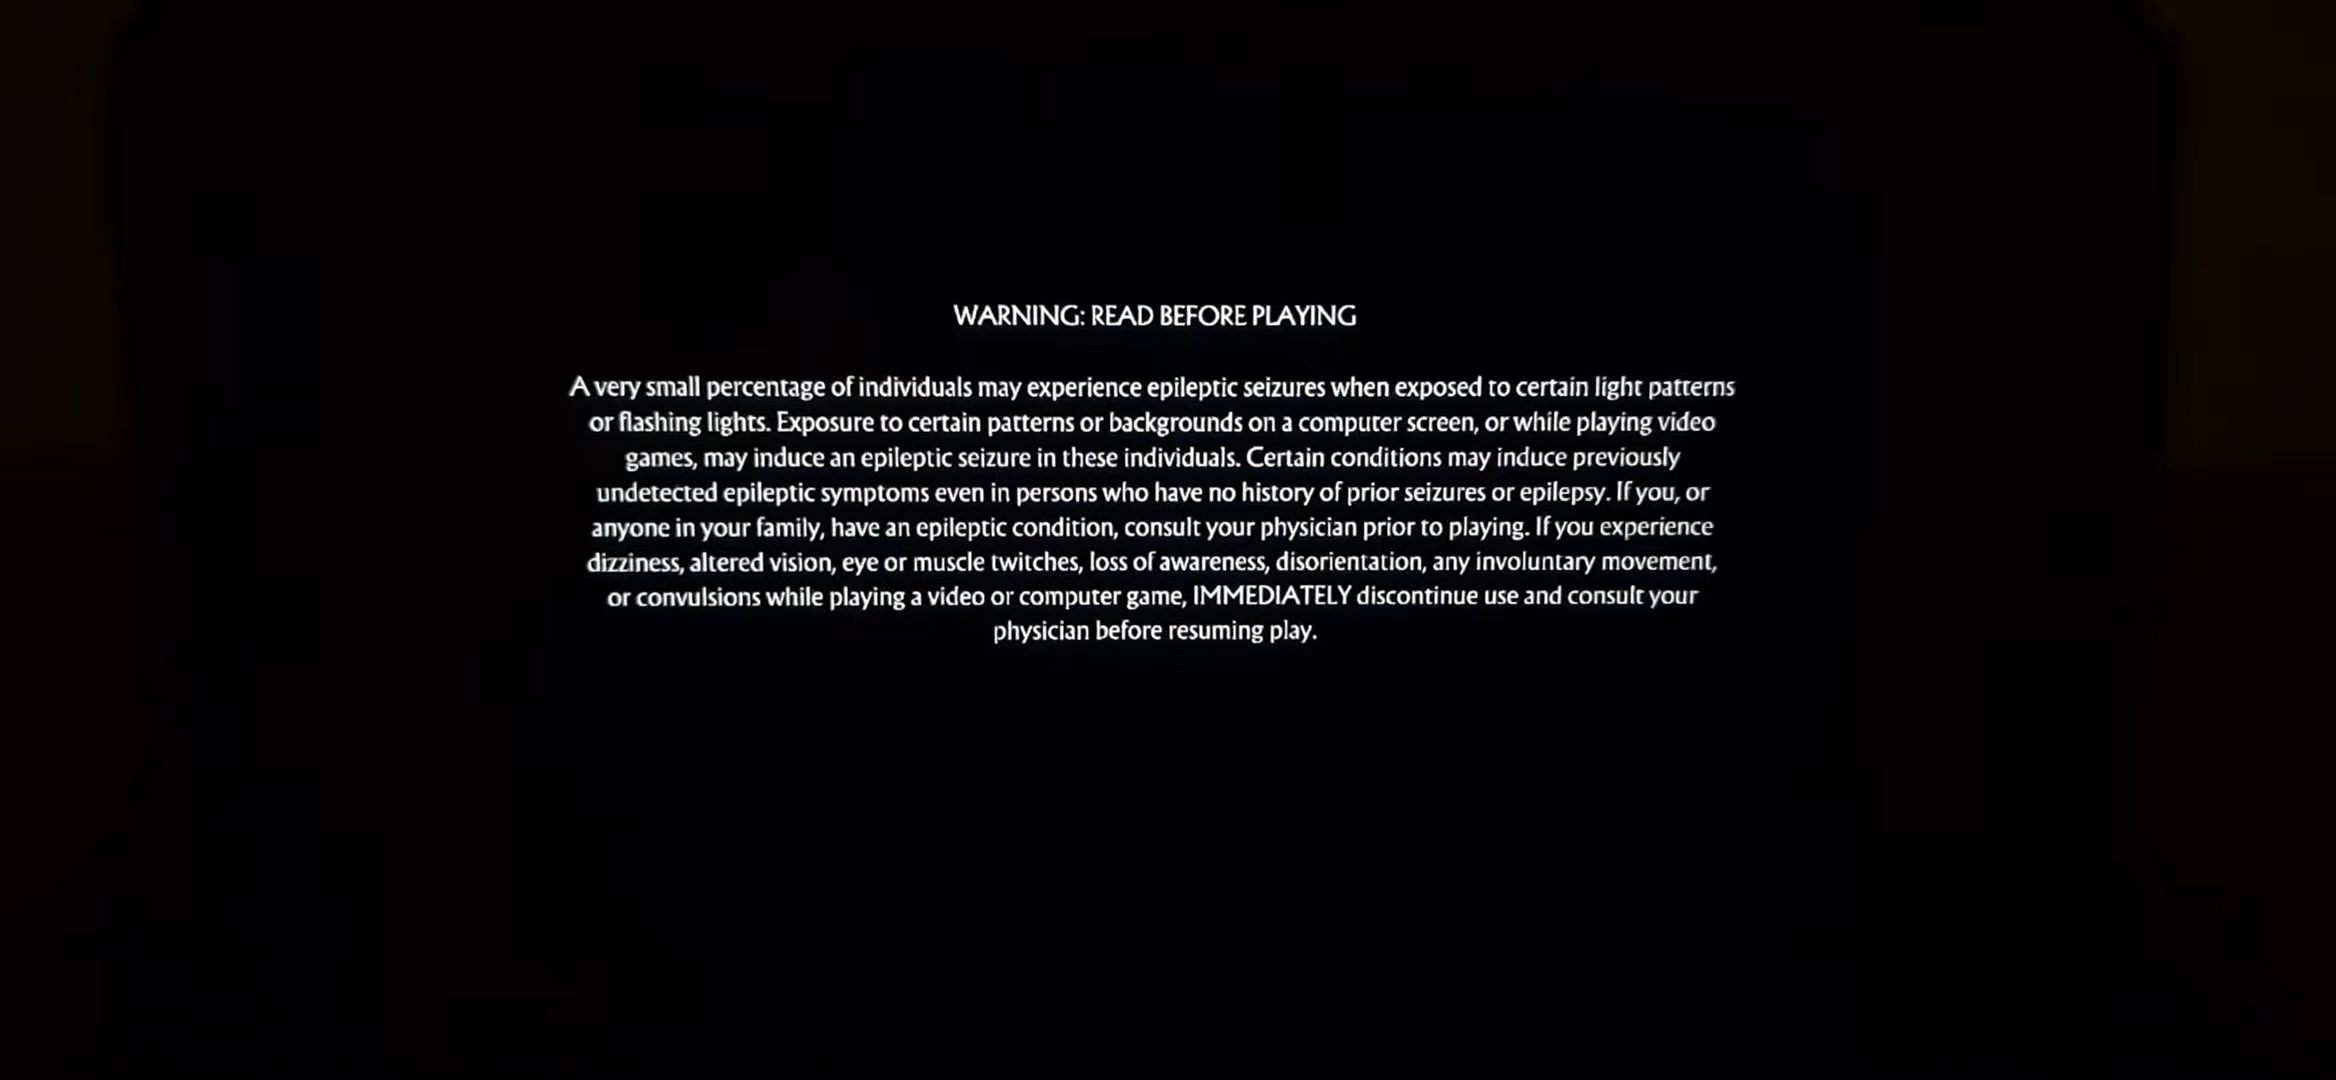 WARNING: READ BEFORE PLAYING
A very small percentage of individuals may experience epileptic seizures when exposed to certain light patterns
or flashing lights. Exposure to certain patterns or backgrounds on a computer screen, or while playing video
games, may induce an epileptic seizure in these individuals. Certain conditions may induce previously
undetected epileptic symptoms even in persons who have no history of prior seizures or epilepsy. If you, or
anyone in your family, have an epileptic condition, consult your physician prior to playing. If you experience
dizziness, altered vision, eye or muscle twitches, loss of awareness, disorientation, any involuntary movement,
or convulsions while playing a video or computer game, IMMEDIATELY discontinue use and consult your
physician before resuming play.